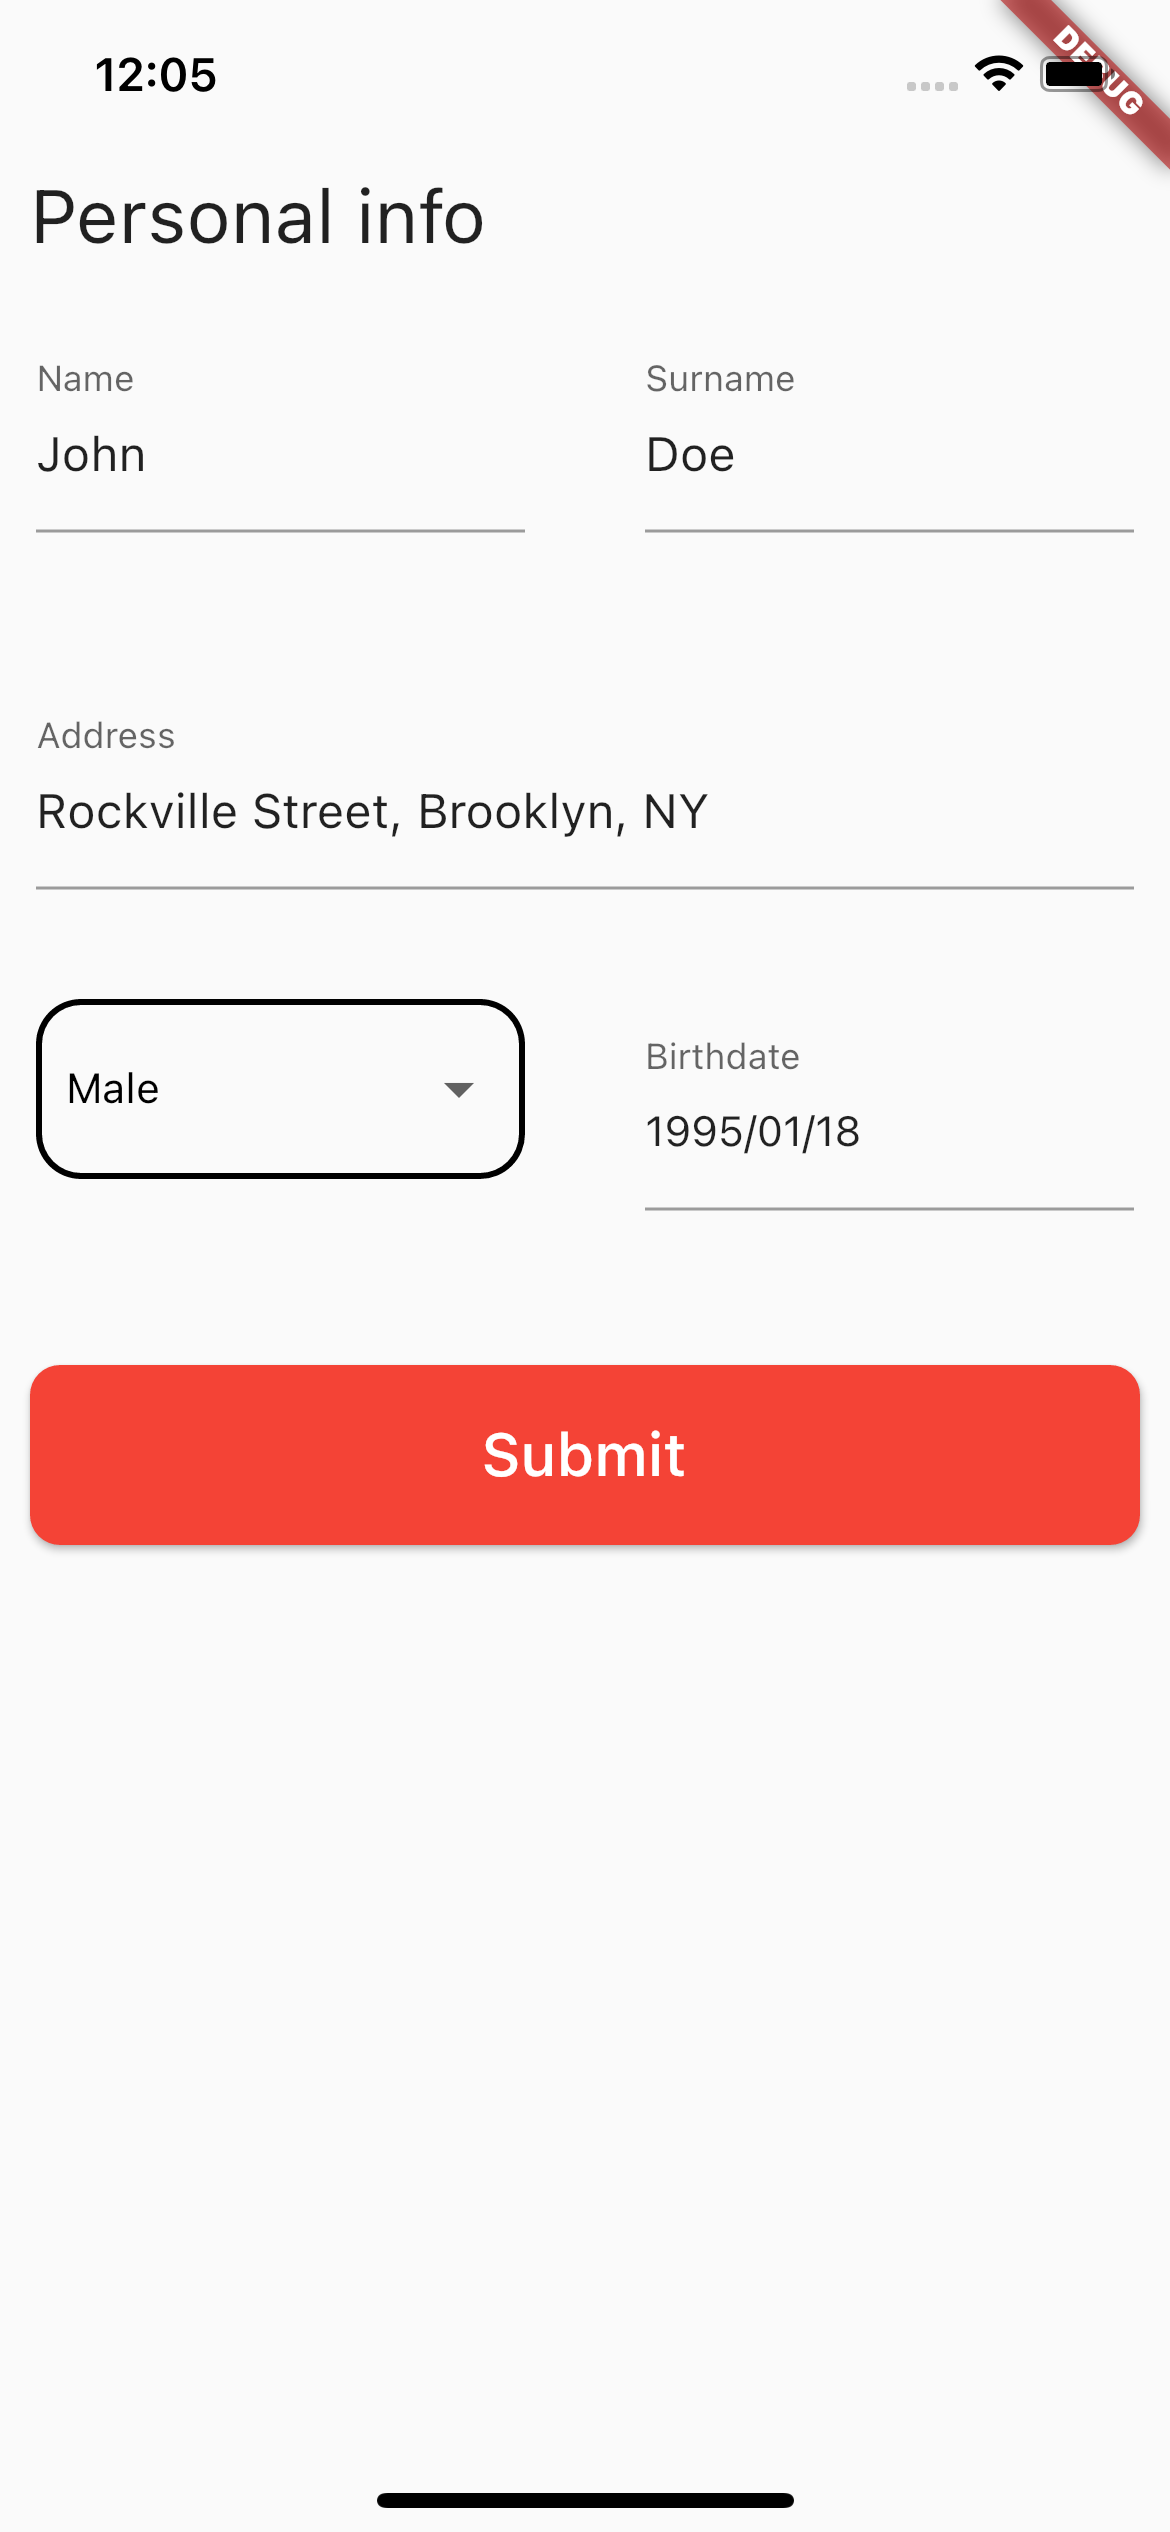 12:05
DEBUG
Personal info
Name
Surname
John
Doe
Address
Rockville Street, Brooklyn, NY
Male
Birthdate
1995/01/18
Submit